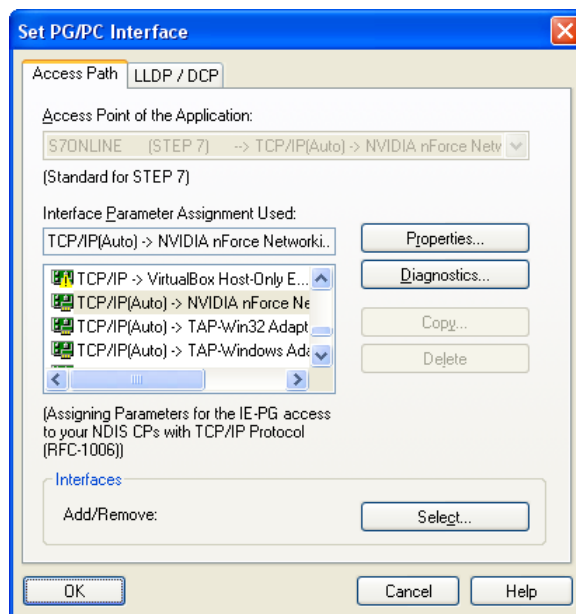 Set PG/PC Interface
Access Path
LLDP / DCP
Access Point of the Application:
S7ONLINE (STEP 7) --> TCP/IP(Auto) -> NVIDIA nForce Netw
(Standard for STEP 7)
Interface Parameter Assignment Used:
TCP/IP(Auto) -> NVIDIA nForce Networki..
Properties...
TCP/IP -> VirtualBox Host-Only E...
Diagnostics...
TCP/IP(Auto) -> NVIDIA nForce Ne
TCP/IP(Auto) -> TAP-Win32 Adapt
Copy...
TCP/IP(Auto) -> TAP-Windows Ada
Delete
(Assigning Parameters for the IE-PG access
to your NDIS CPs with TCP/IP Protocol
(RFC-1006))
Interfaces
Add/Remove:
Select...
OK
Cancel
Help